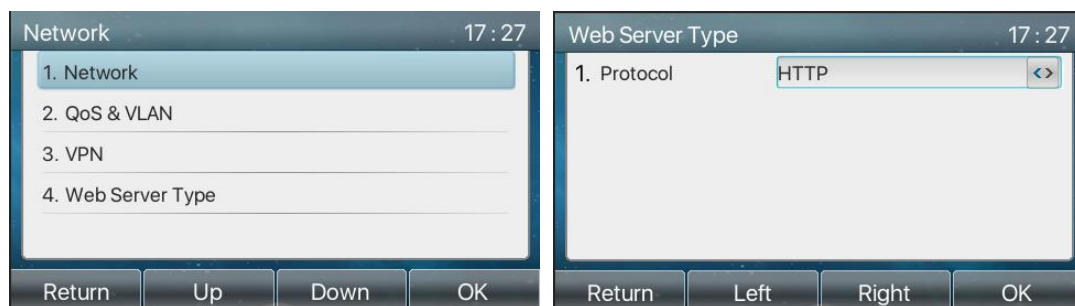 Network 17:27
1. Network
2. QoS & VLAN
3. VPN
4. Web Server Type
Return Up Down OK
Web Server Type 17:27
1. Protocol HTTP <>
Return Left Right OK